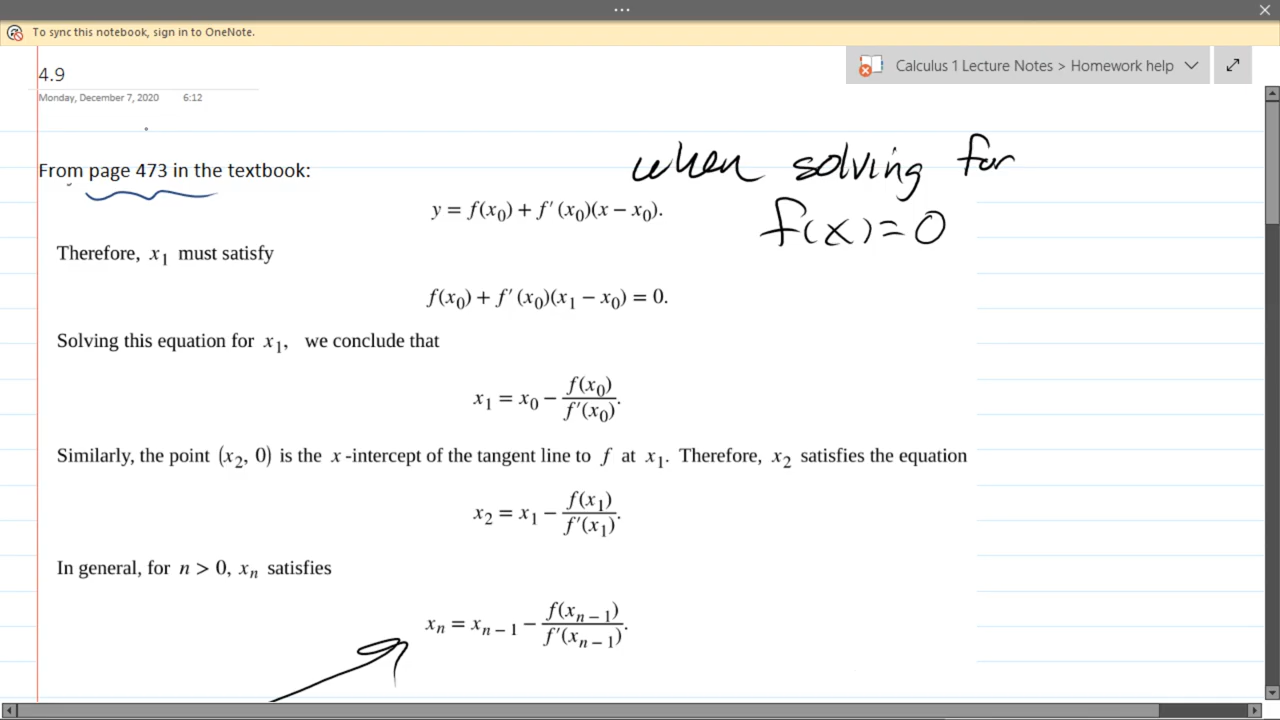 To sync this notebook, sign in to OneNote.
4.9
Calculus 1 Lecture Notes > Homework help
Monday, December 7, 2020 6:12
From page 473 in the textbook:
when solving for
f(x)=0
y = f(x₀) + f′(x₀)(x − x₀).
Therefore, x₁ must satisfy
f(x₀) + f′(x₀)(x₁ − x₀) = 0.
Solving this equation for x₁, we conclude that
x₁ = x₀ − f(x₀)/f′(x₀).
Similarly, the point (x₂, 0) is the x-intercept of the tangent line to f at x₁. Therefore, x₂ satisfies the equation
x₂ = x₁ − f(x₁)/f′(x₁).
In general, for n > 0, xₙ satisfies
xₙ = xₙ₋₁ − f(xₙ₋₁)/f′(xₙ₋₁).